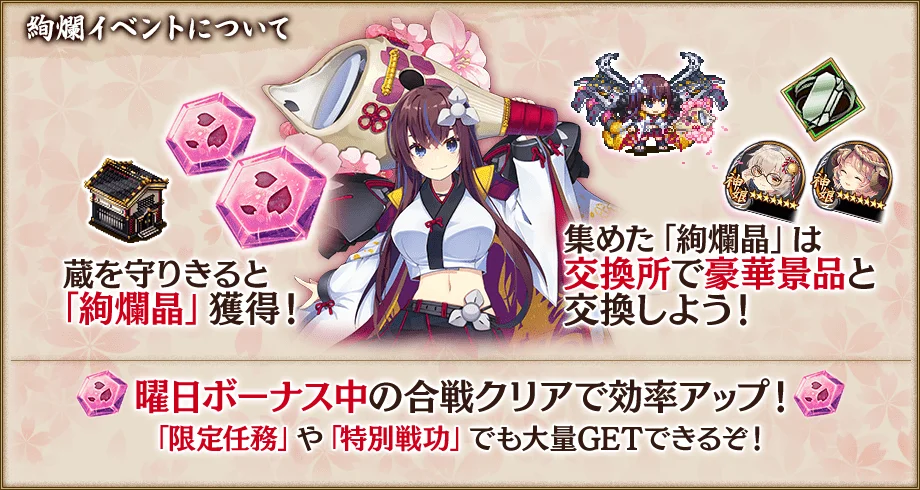 絢爛イベントについて
蔵を守りきると
「絢爛晶」獲得!
神娘
神娘
集めた「絢爛晶」は
交換所で豪華景品と
交換しよう!
曜日ボーナス中の合戦クリアで効率アップ!
「限定任務」や「特別戦功」でも大量GETできるぞ!